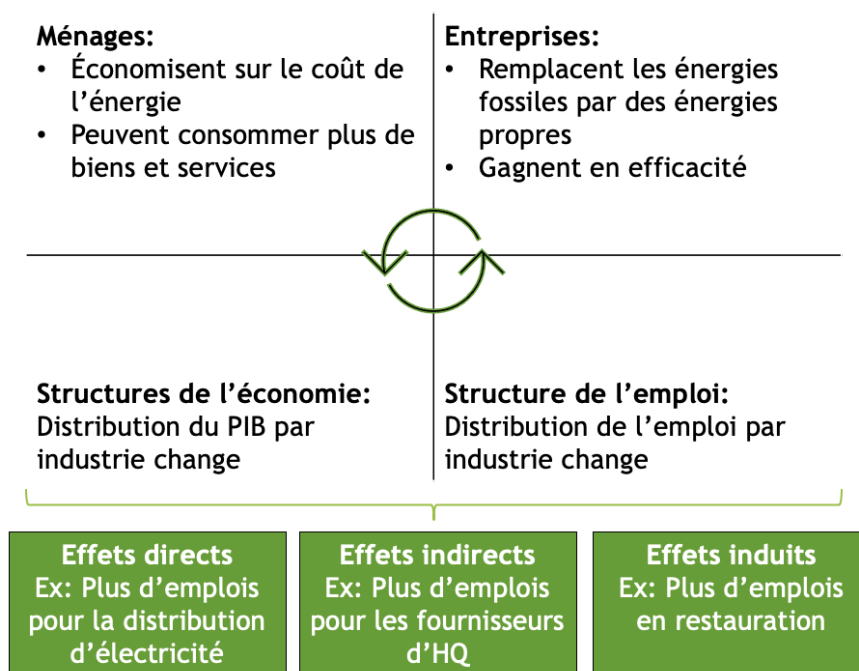 Ménages:
• Économisent sur le coût de
l’énergie
• Peuvent consommer plus de
biens et services
Entreprises:
• Remplacent les énergies
fossiles par des énergies
propres
• Gagnent en efficacité
Structures de l’économie:
Distribution du PIB par
industrie change
Structure de l’emploi:
Distribution de l’emploi par
industrie change
Effets directs
Ex: Plus d’emplois
pour la distribution
d’électricité
Effets indirects
Ex: Plus d’emplois
pour les fournisseurs
d’HQ
Effets induits
Ex: Plus d’emplois
en restauration